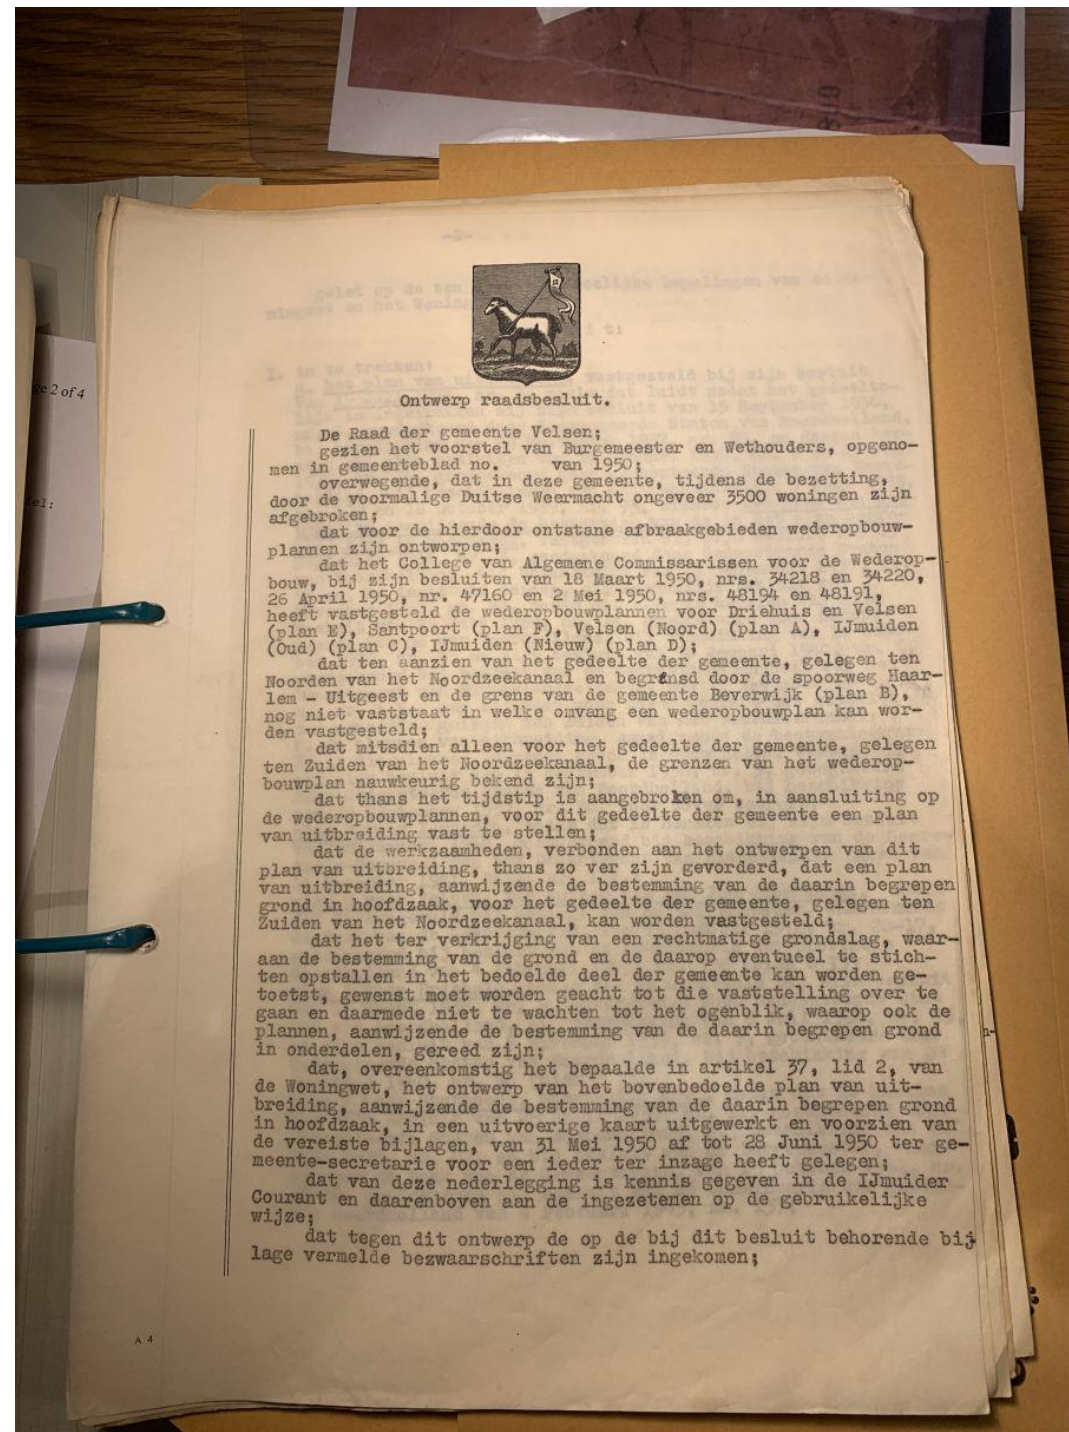 ge 2 of 4
fel:
Ontwerp raadsbesluit.
De Raad der gemeente Velsen;
gezien het voorstel van Burgemeester en Wethouders, opgeno-
men in gemeenteblad no. van 1950;
overwegende, dat in deze gemeente, tijdens de bezetting,
door de voormalige Duitse Weermacht ongeveer 3500 woningen zijn
afgebroken;
dat voor de hierdoor ontstane afbraakgebieden wederopbouw-
plannen zijn ontworpen;
dat het College van Algemene Commissarissen voor de Wederop-
bouw, bij zijn besluiten van 18 Maart 1950, nrs. 34218 en 34220,
26 April 1950, nr. 47160 en 2 Mei 1950, nrs. 48194 en 48191,
heeft vastgesteld de wederopbouwplannen voor Driehuis en Velsen
(plan E), Santpoort (plan F), Velsen (Noord) (plan A), IJmuiden
(Oud) (plan C), IJmuiden (Nieuw) (plan D);
dat ten aanzien van het gedeelte der gemeente, gelegen ten
Noorden van het Noordzeekanaal en begrensd door de spoorweg Haar-
lem - Uitgeest en de grens van de gemeente Beverwijk (plan B),
nog niet vaststaat in welke omvang een wederopbouwplan kan wor-
den vastgesteld;
dat mitsdien alleen voor het gedeelte der gemeente, gelegen
ten Zuiden van het Noordzeekanaal, de grenzen van het wederop-
bouwplan nauwkeurig bekend zijn;
dat thans het tijdstip is aangebroken om, in aansluiting op
de wederopbouwplannen, voor dit gedeelte der gemeente een plan
van uitbreiding vast te stellen;
dat de werkzaamheden, verbonden aan het ontwerpen van dit
plan van uitbreiding, thans zo ver zijn gevorderd, dat een plan
van uitbreiding, aanwijzende de bestemming van de daarin begrepen
grond in hoofdzaak, voor het gedeelte der gemeente, gelegen ten
Zuiden van het Noordzeekanaal, kan worden vastgesteld;
dat het ter verkrijging van een rechtmatige grondslag, waar-
aan de bestemming van de grond en de daarop eventueel te stich-
ten opstallen in het bedoelde deel der gemeente kan worden ge-
toetst, gewenst moet worden geacht tot die vaststelling over te
gaan en daarmede niet te wachten tot het ogenblik, waarop ook de
plannen, aanwijzende de bestemming van de daarin begrepen grond
in onderdelen, gereed zijn;
dat, overeenkomstig het bepaalde in artikel 37, lid 2, van
de Woningwet, het ontwerp van het bovenbedoelde plan van uit-
breiding, aanwijzende de bestemming van de daarin begrepen grond
in hoofdzaak, in een uitvoerige kaart uitgewerkt en voorzien van
de vereiste bijlagen, van 31 Mei 1950 af tot 28 Juni 1950 ter ge-
meente-secretarie voor een ieder ter inzage heeft gelegen;
dat van deze nederlegging is kennis gegeven in de IJmuider
Courant en daarenboven aan de ingezetenen op de gebruikelijke
wijze;
dat tegen dit ontwerp de op de bij dit besluit behorende bij-
lage vermelde bezwaarschriften zijn ingekomen;
A 4